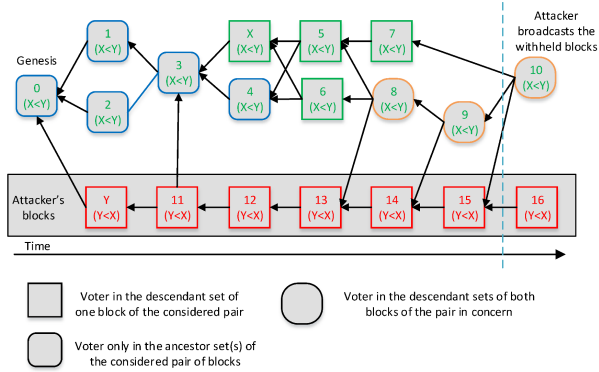 Attacker
broadcasts the
withheld blocks
Genesis
0
(X<Y)
1
(X<Y)
2
(X<Y)
3
(X<Y)
X
(X<Y)
4
(X<Y)
5
(X<Y)
6
(X<Y)
7
(X<Y)
8
(X<Y)
9
(X<Y)
10
(X<Y)
Attacker's
blocks
Y
(Y<X)
11
(Y<X)
12
(Y<X)
13
(Y<X)
14
(Y<X)
15
(Y<X)
16
(Y<X)
Time
Voter in the descendant set of
one block of the considered pair
Voter in the descendant sets of both
blocks of the pair in concern
Voter only in the ancestor set(s) of
the considered pair of blocks